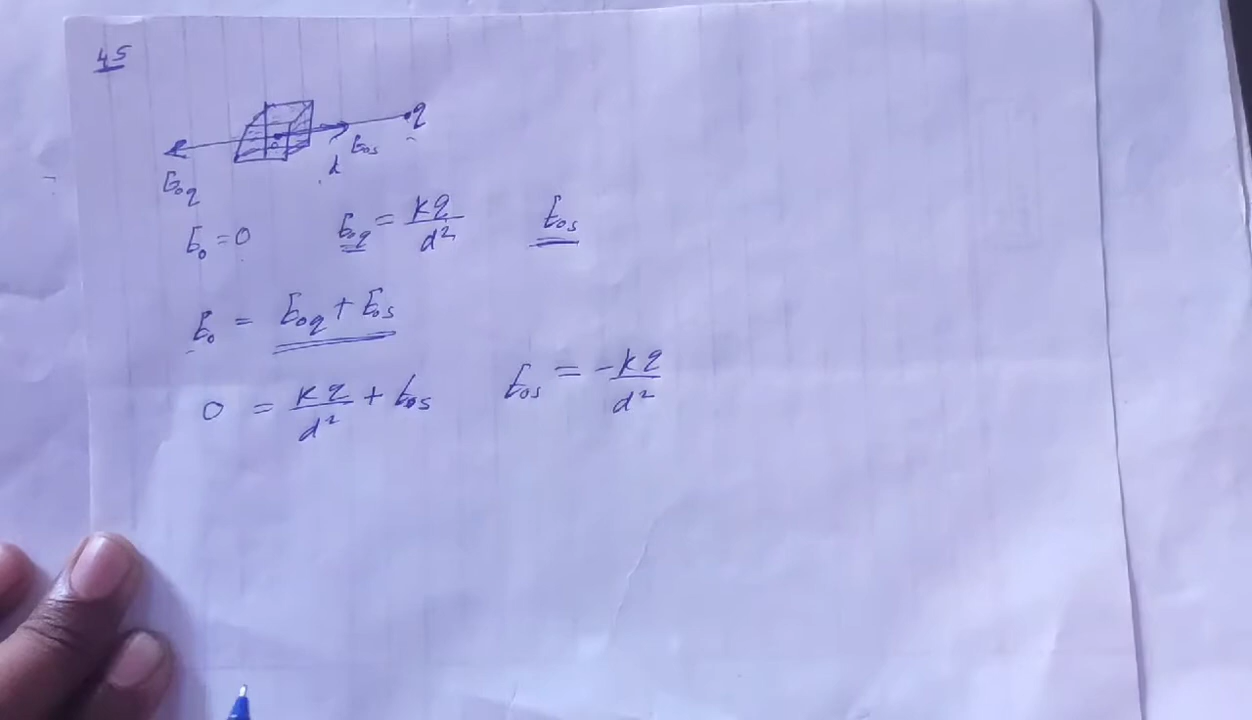 45
q
E₀ₛ
d
E₀q
E₀ = 0 E₀q = kq/d² E₀ₛ
E₀ = E₀q + E₀ₛ
0 = kq/d² + E₀ₛ E₀ₛ = -kq/d²